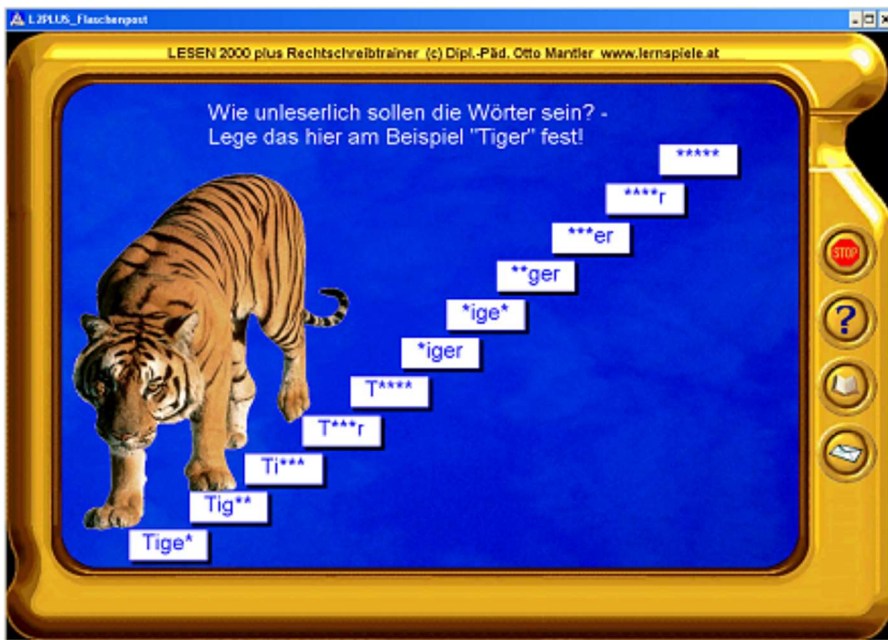 L2PLUS_Flaschenpost
LESEN 2000 plus Rechtschreibtrainer (c) Dipl.-Päd. Otto Mantler www.lernspiele.at
Wie unleserlich sollen die Wörter sein? -
Lege das hier am Beispiel "Tiger" fest!
*****
****r
***er
**ger
*ige*
*iger
T****
T***r
Ti***
Tig**
Tige*
STOP
?